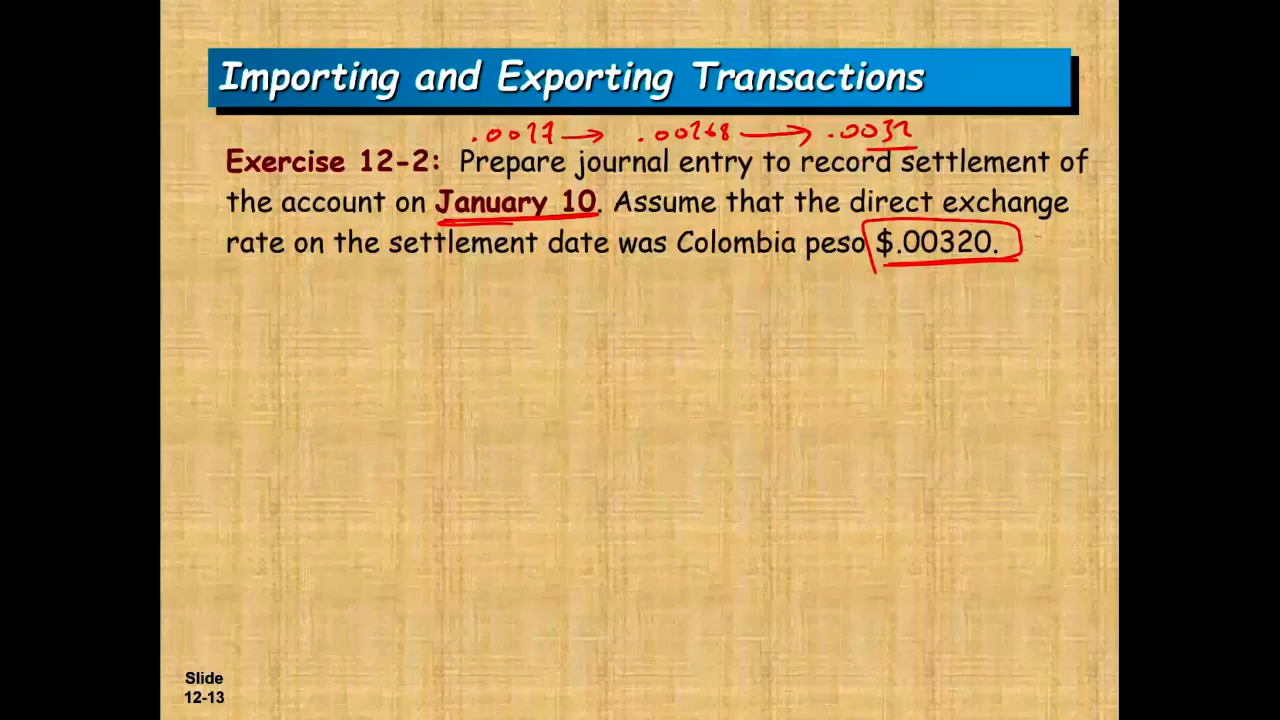 Importing and Exporting Transactions
.0027 → .00268 → .0032
Exercise 12-2: Prepare journal entry to record settlement of
the account on January 10. Assume that the direct exchange
rate on the settlement date was Colombia peso $.00320.
Slide
12-13